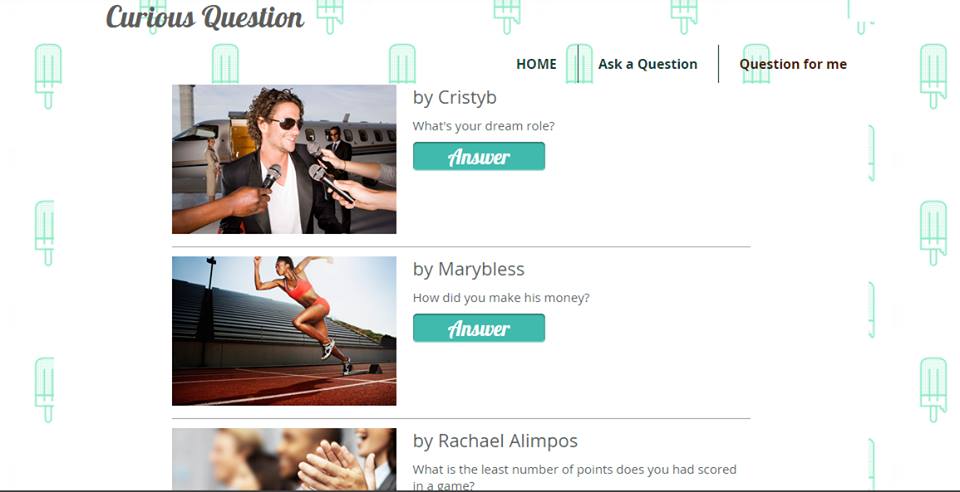 Curious Question
HOME
Ask a Question
Question for me
by Cristyb
What's your dream role?
Answer
by Marybless
How did you make his money?
Answer
by Rachael Alimpos
What is the least number of points does you had scored
in a game?